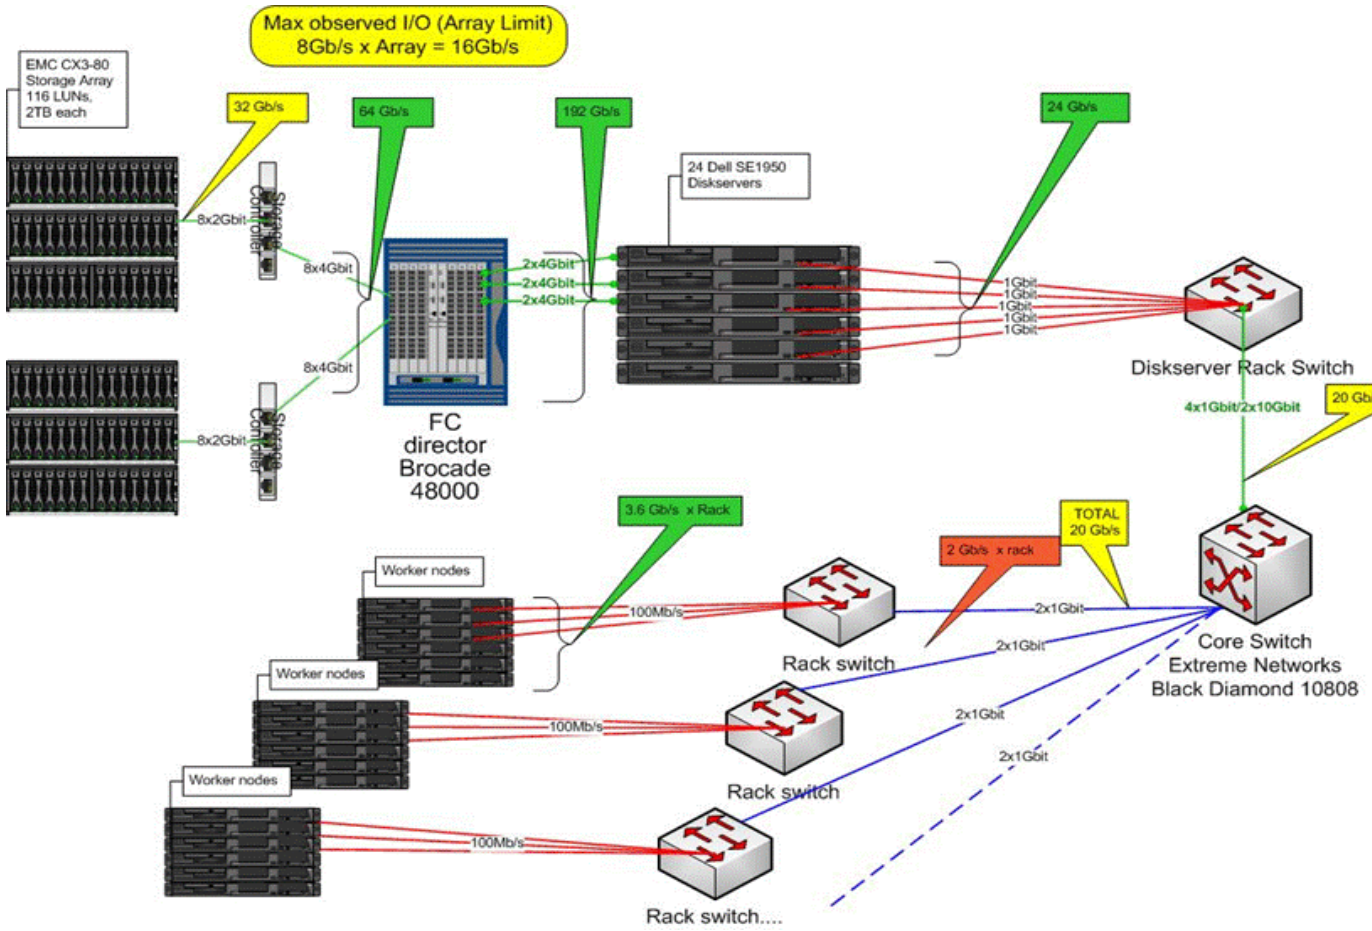 Max observed I/O (Array Limit)
8Gb/s x Array = 16Gb/s
EMC CX3-80
Storage Array
116 LUNs,
2TB each
32 Gb/s
64 Gb/s
192 Gb/s
24 Gb/s
24 Dell SE1950
Diskservers
8x2Gbit
Storage
Controller
8x4Gbit
2x4Gbit
2x4Gbit
2x4Gbit
1Gbit
1Gbit
1Gbit
1Gbit
1Gbit
Diskserver Rack Switch
8x4Gbit
8x2Gbit
Storage
Controller
FC
director
Brocade
48000
4x1Gbit/2x10Gbit
20 Gb/
3.6 Gb/s x Rack
TOTAL
20 Gb/s
2 Gb/s x rack
Worker nodes
100Mb/s
Rack switch
2x1Gbit
2x1Gbit
Core Switch
Extreme Networks
Black Diamond 10808
Worker nodes
100Mb/s
Rack switch
2x1Gbit
2x1Gbit
Worker nodes
100Mb/s
Rack switch....